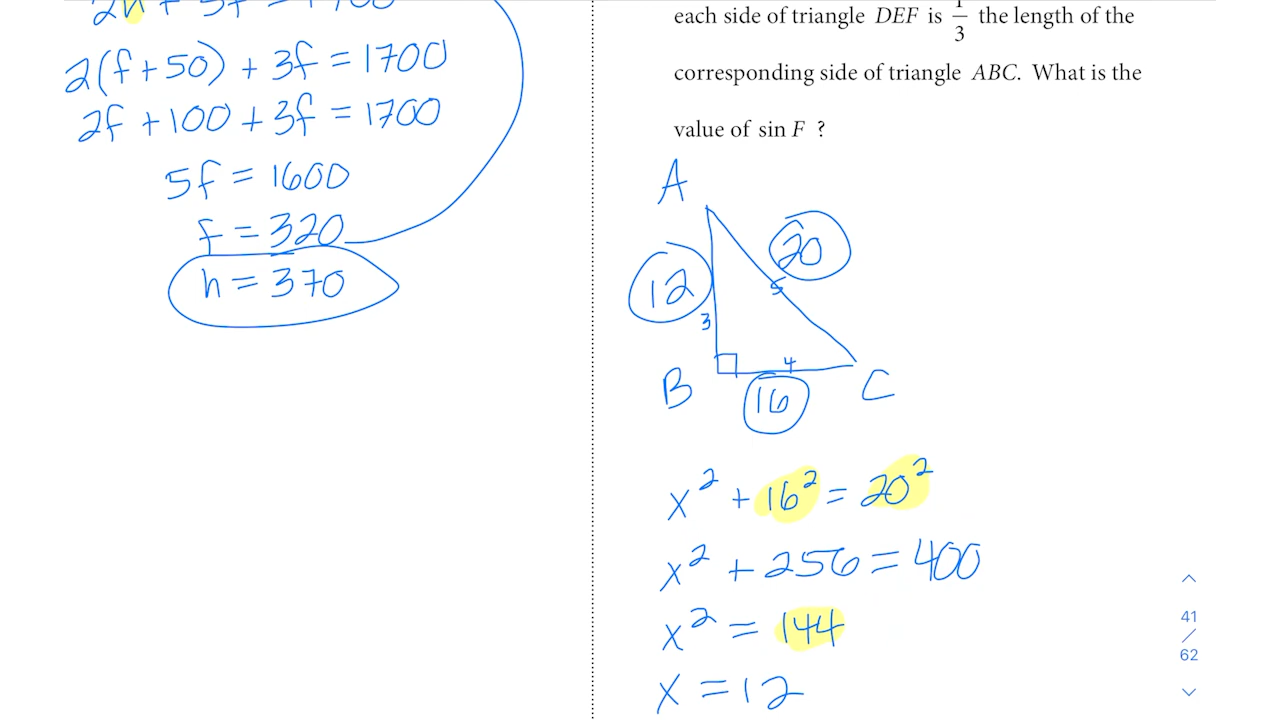 2(f+50) + 3f = 1700
2f + 100 + 3f = 1700
5f = 1600
f = 320
h = 370
each side of triangle DEF is 1/3 the length of the
corresponding side of triangle ABC. What is the
value of sin F ?
A
20
12
5
3
4
B
16
C
x² + 16² = 20²
x² + 256 = 400
x² = 144
x = 12
41
/
62